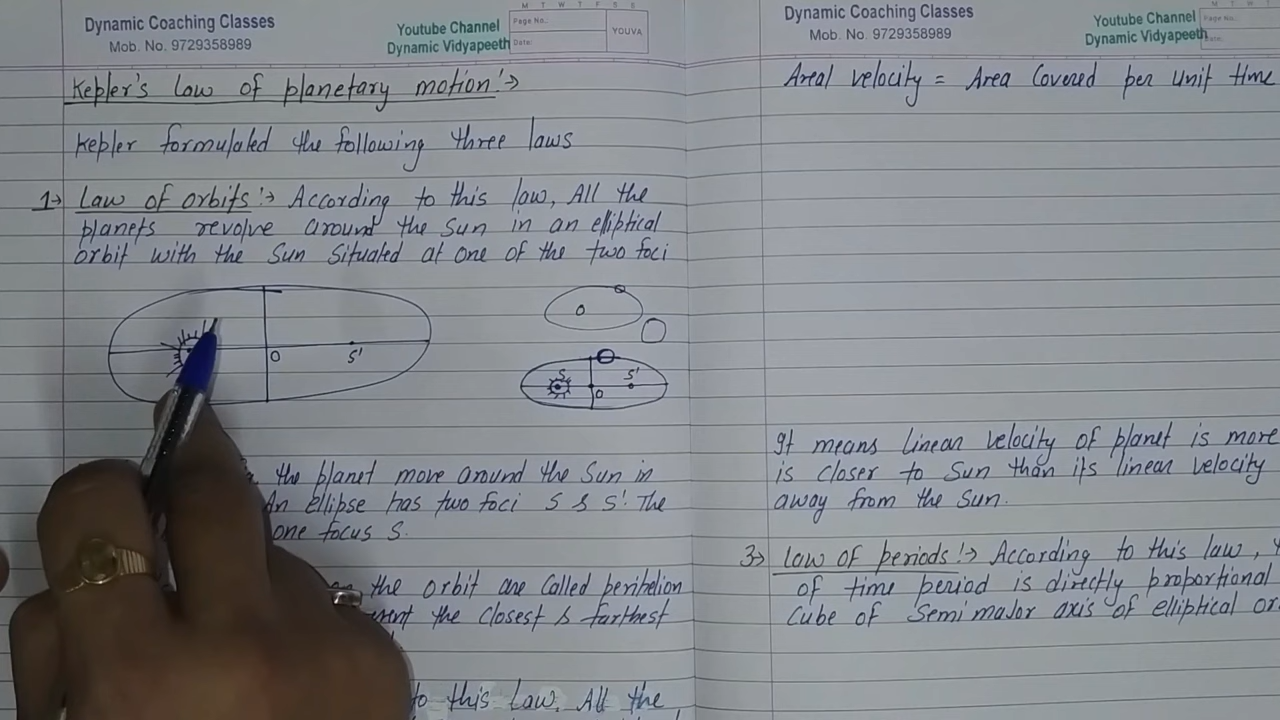 Dynamic Coaching Classes
Mob. No. 9729358989
Youtube Channel
Dynamic Vidyapeeth
M T W T F S S
Page No.:
Date:
YOUVA
Kepler's Law of planetary motion:→
Kepler formulated the following three laws
1→ Law of orbits:→ According to this law, All the
planets revolve around the Sun in an elliptical
orbit with the Sun Situated at one of the two foci
O
S'
S
S'
O
the planet move around the Sun in
An ellipse has two foci S & S'. The
one focus S.
the orbit are called perihelion
the closest & farthest
to this Law, All the
Dynamic Coaching Classes
Mob. No. 9729358989
Youtube Channel
Dynamic Vidyapeeth
M T W T
Page No.:
Date:
Areal velocity = Area Covered per unit time
It means linear velocity of planet is more
is closer to Sun than its linear velocity
away from the Sun.
3→ Law of periods:→ According to this law,
of time period is directly proportional
Cube of Semi major axis of elliptical